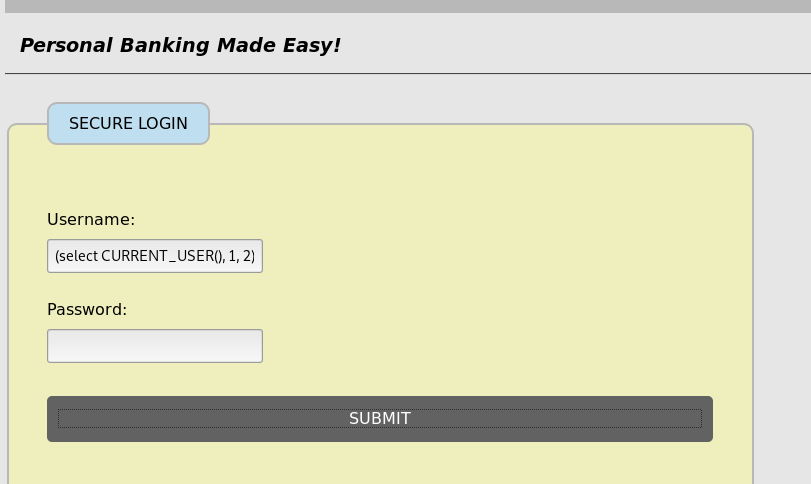 Personal Banking Made Easy!
SECURE LOGIN
Username:
(select CURRENT_USER(), 1, 2)
Password:
SUBMIT